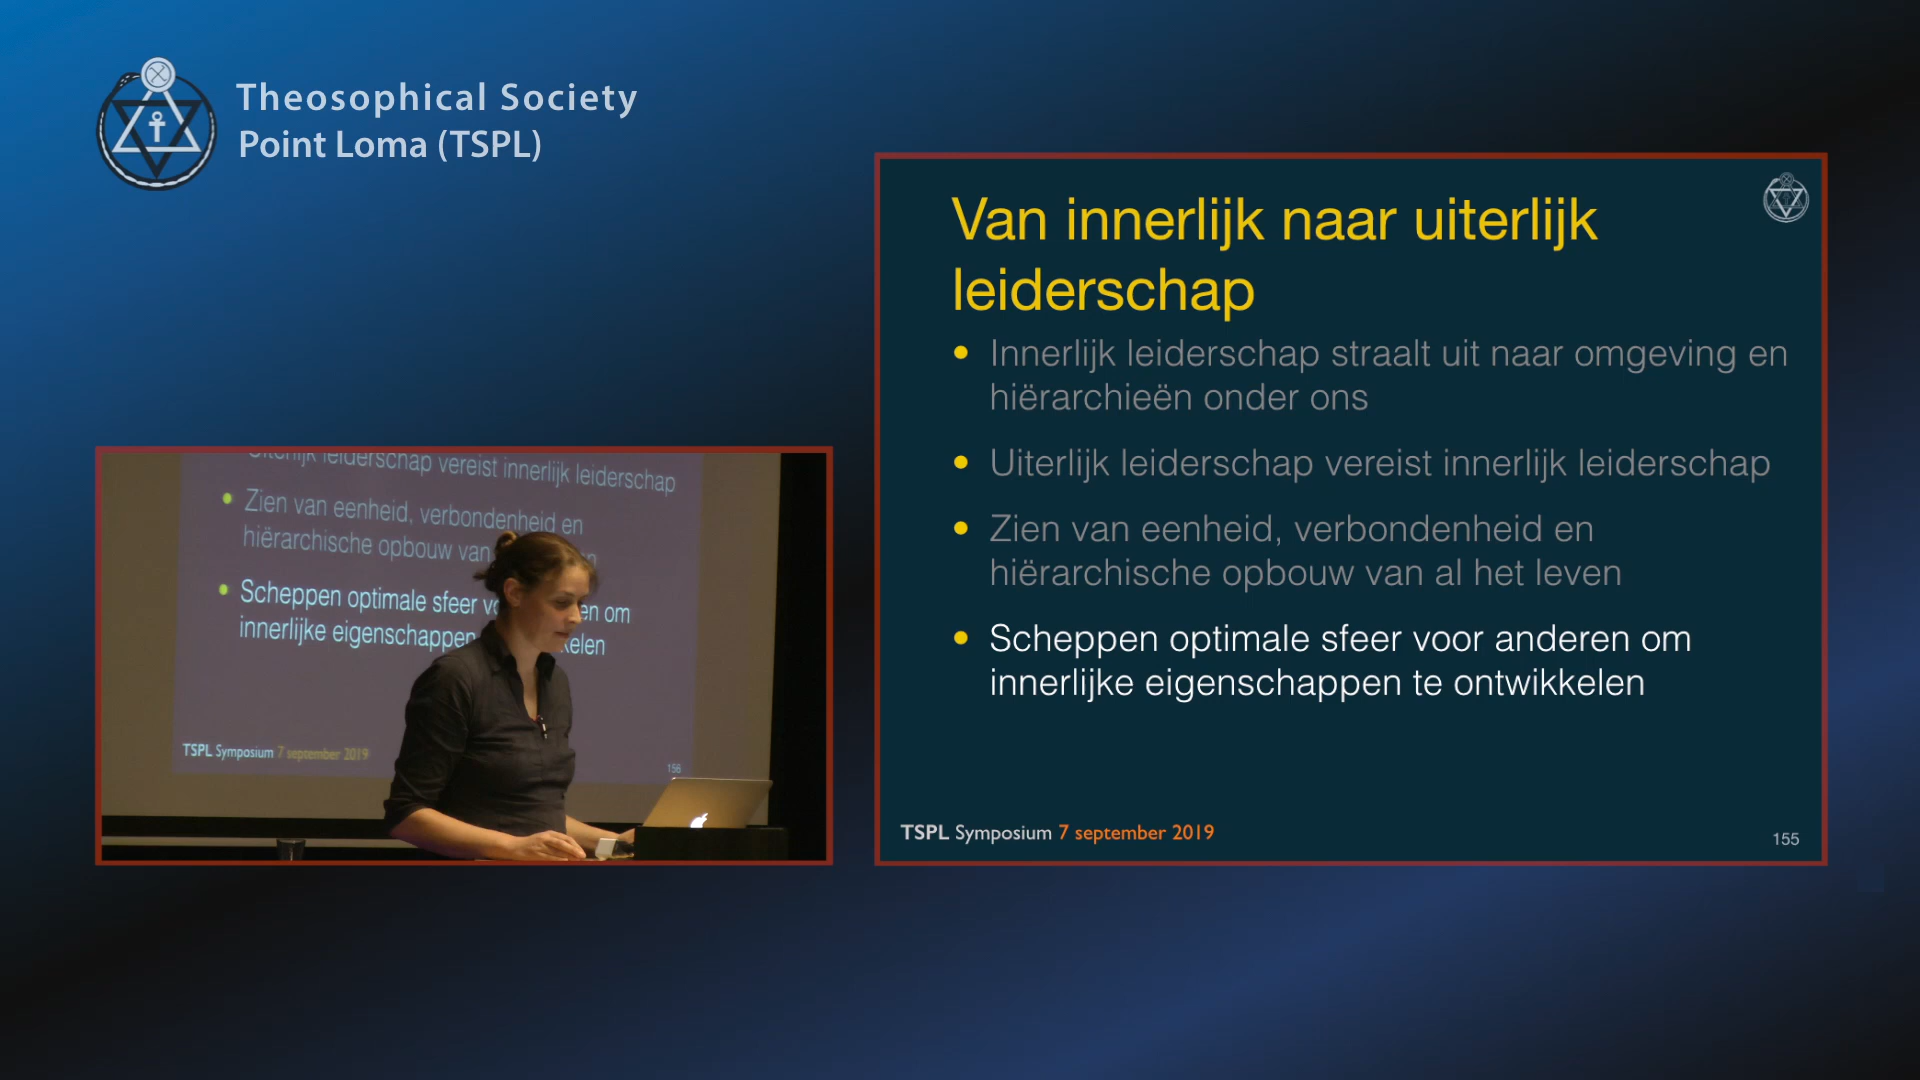 Theosophical Society
Point Loma (TSPL)
Van innerlijk naar uiterlijk
leiderschap
• Innerlijk leiderschap straalt uit naar omgeving en
hiërarchieën onder ons
• Uiterlijk leiderschap vereist innerlijk leiderschap
• Zien van eenheid, verbondenheid en
hiërarchische opbouw van al het leven
• Scheppen optimale sfeer voor anderen om
innerlijke eigenschappen te ontwikkelen
TSPL Symposium 7 september 2019
155
Uiterlijk leiderschap vereist innerlijk leiderschap
• Zien van eenheid, verbondenheid en
hiërarchische opbouw van
• Scheppen optimale sfeer en om
innerlijke eigenschappen kelen
TSPL Symposium 7 september 2019
156